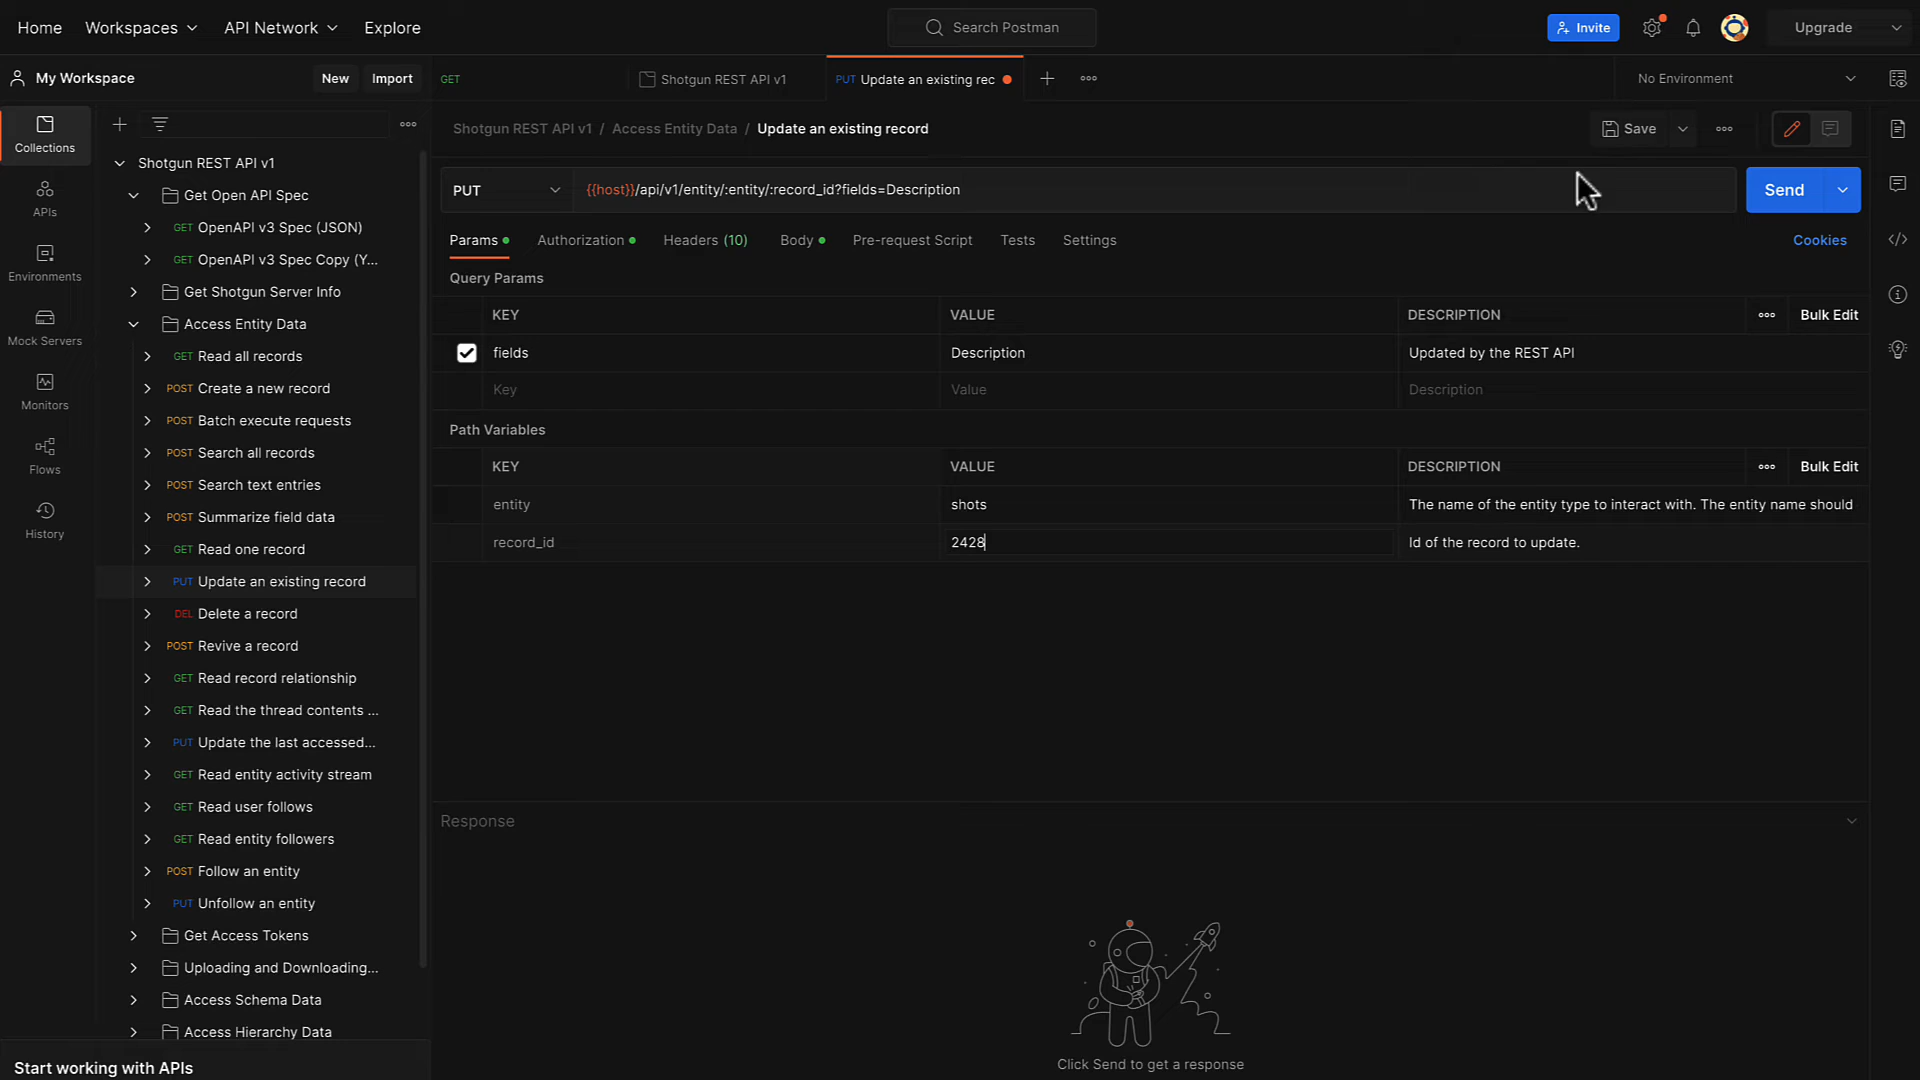 Home Workspaces API Network Explore Search Postman Invite Upgrade
My Workspace New Import
GET Shotgun REST API v1 PUT Update an existing rec No Environment
Collections
APIs
Environments
Mock Servers
Monitors
Flows
History
Shotgun REST API v1
Get Open API Spec
GET OpenAPI v3 Spec (JSON)
GET OpenAPI v3 Spec Copy (Y...
Get Shotgun Server Info
Access Entity Data
GET Read all records
POST Create a new record
POST Batch execute requests
POST Search all records
POST Search text entries
POST Summarize field data
GET Read one record
PUT Update an existing record
DEL Delete a record
POST Revive a record
GET Read record relationship
GET Read the thread contents ...
PUT Update the last accessed...
GET Read entity activity stream
GET Read user follows
GET Read entity followers
POST Follow an entity
PUT Unfollow an entity
Get Access Tokens
Uploading and Downloading...
Access Schema Data
Access Hierarchy Data
Start working with APIs
Shotgun REST API v1 / Access Entity Data / Update an existing record Save
PUT {{host}}/api/v1/entity/:entity/:record_id?fields=Description Send
Params Authorization Headers (10) Body Pre-request Script Tests Settings Cookies
Query Params
KEY VALUE DESCRIPTION Bulk Edit
fields Description Updated by the REST API
Key Value Description
Path Variables
KEY VALUE DESCRIPTION Bulk Edit
entity shots The name of the entity type to interact with. The entity name should
record_id 2428 Id of the record to update.
Response
Click Send to get a response